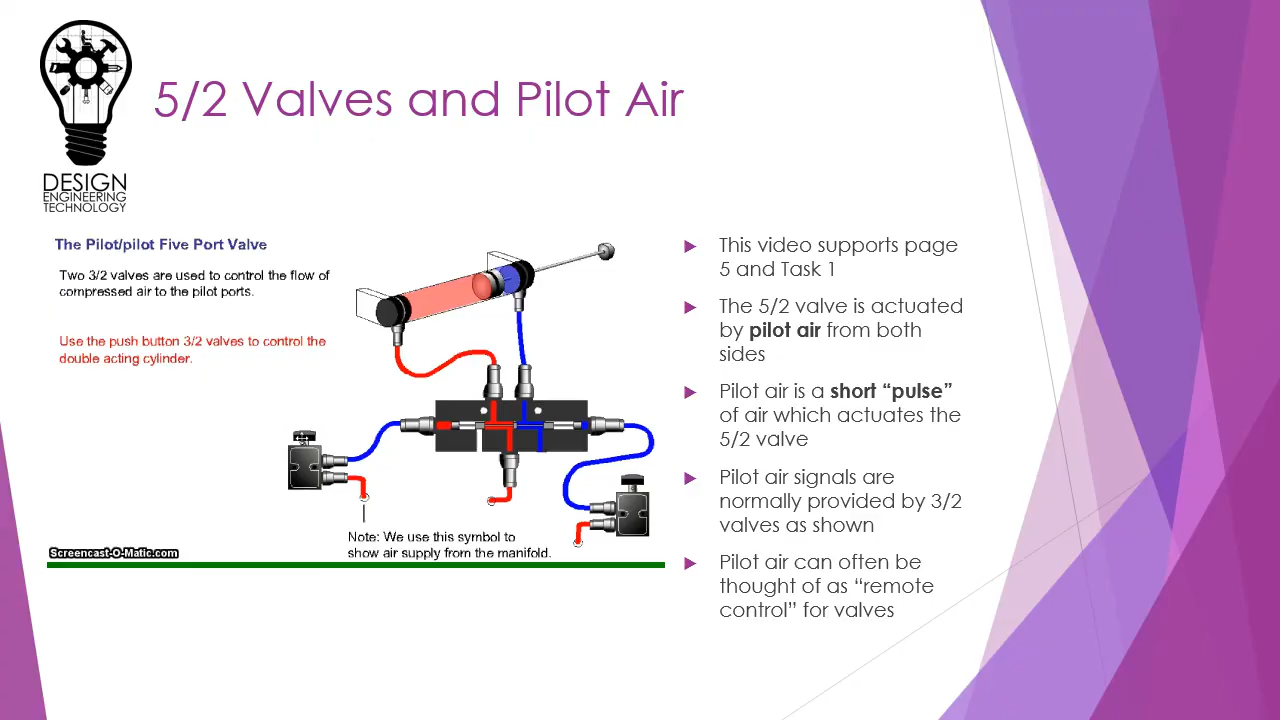 DESIGN
ENGINEERING
TECHNOLOGY
5/2 Valves and Pilot Air
The Pilot/pilot Five Port Valve
Two 3/2 valves are used to control the flow of
compressed air to the pilot ports.
Use the push button 3/2 valves to control the
double acting cylinder.
Note: We use this symbol to
show air supply from the manifold.
Screencast-O-Matic.com
This video supports page
5 and Task 1
The 5/2 valve is actuated
by pilot air from both
sides
Pilot air is a short “pulse”
of air which actuates the
5/2 valve
Pilot air signals are
normally provided by 3/2
valves as shown
Pilot air can often be
thought of as “remote
control” for valves